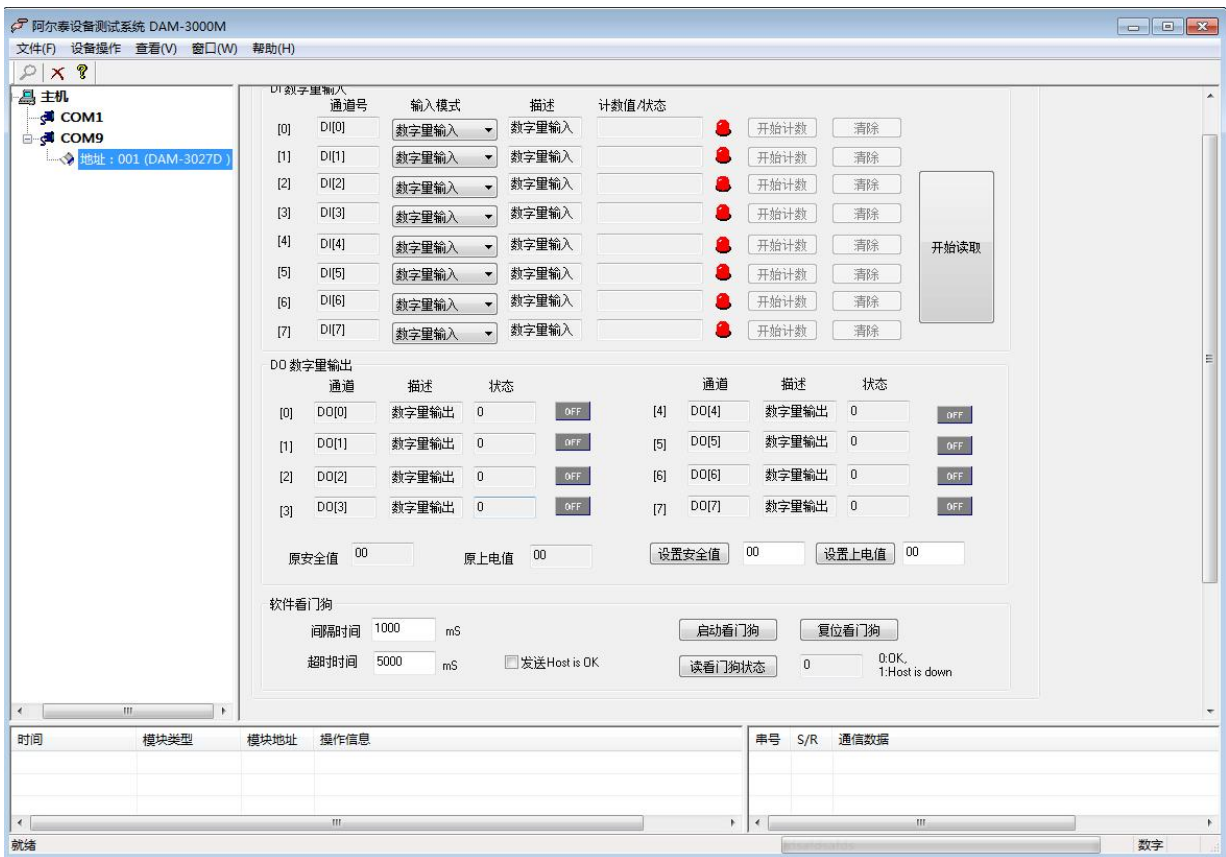 阿尔泰设备测试系统 DAM-3000M
文件(F) 设备操作 查看(V) 窗口(W) 帮助(H)
主机
COM1
COM9
地址：001 (DAM-3027D )
DI 数字量输入
通道号 输入模式 描述 计数值/状态
[0] DI[0] 数字量输入 数字量输入 开始计数 清除
[1] DI[1] 数字量输入 数字量输入 开始计数 清除
[2] DI[2] 数字量输入 数字量输入 开始计数 清除
[3] DI[3] 数字量输入 数字量输入 开始计数 清除
[4] DI[4] 数字量输入 数字量输入 开始计数 清除
开始读取
[5] DI[5] 数字量输入 数字量输入 开始计数 清除
[6] DI[6] 数字量输入 数字量输入 开始计数 清除
[7] DI[7] 数字量输入 数字量输入 开始计数 清除
DO 数字量输出
通道 描述 状态 通道 描述 状态
[0] DO[0] 数字量输出 0 OFF [4] DO[4] 数字量输出 0 OFF
[1] DO[1] 数字量输出 0 OFF [5] DO[5] 数字量输出 0 OFF
[2] DO[2] 数字量输出 0 OFF [6] DO[6] 数字量输出 0 OFF
[3] DO[3] 数字量输出 0 OFF [7] DO[7] 数字量输出 0 OFF
原安全值 00 原上电值 00 设置安全值 00 设置上电值 00
软件看门狗
间隔时间 1000 mS 启动看门狗 复位看门狗
超时时间 5000 mS 发送Host is OK 读看门狗状态 0 0:OK,
1:Host is down
时间 模块类型 模块地址 操作信息 串号 S/R 通信数据
就绪 数字